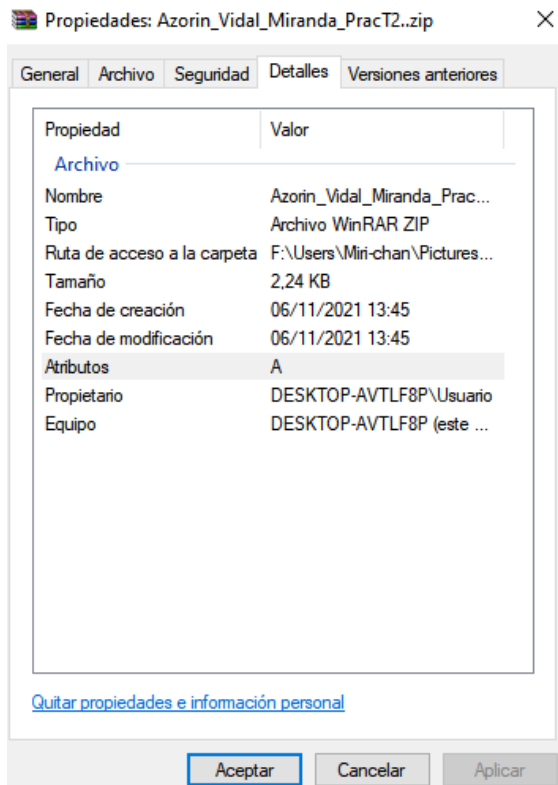 Propiedades: Azorin_Vidal_Miranda_PracT2..zip
General Archivo Seguridad Detalles Versiones anteriores
Propiedad Valor
Archivo
Nombre Azorin_Vidal_Miranda_Prac...
Tipo Archivo WinRAR ZIP
Ruta de acceso a la carpeta F:\Users\Miri-chan\Pictures...
Tamaño 2,24 KB
Fecha de creación 06/11/2021 13:45
Fecha de modificación 06/11/2021 13:45
Atributos A
Propietario DESKTOP-AVTLF8P\Usuario
Equipo DESKTOP-AVTLF8P (este ...
Quitar propiedades e información personal
Aceptar Cancelar Aplicar